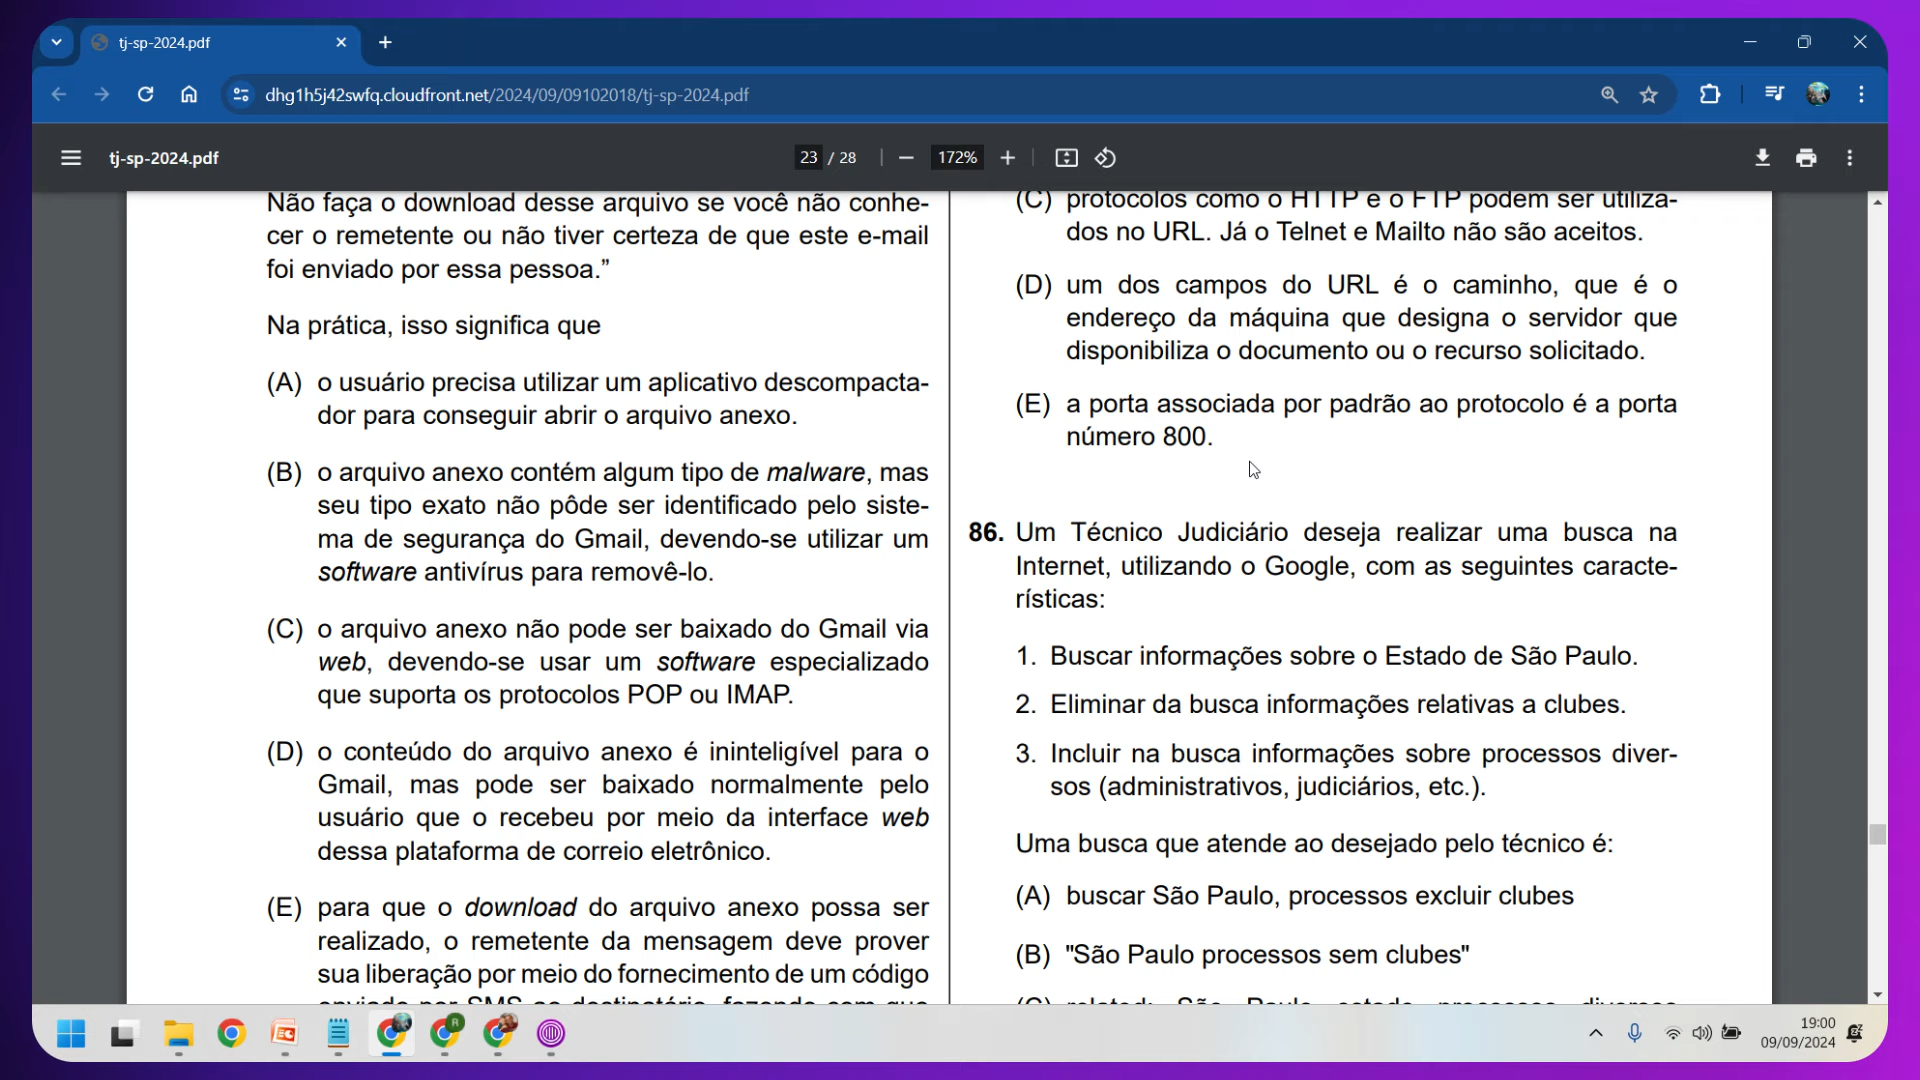 tj-sp-2024.pdf
dhg1h5j42swfq.cloudfront.net/2024/09/09102018/tj-sp-2024.pdf
tj-sp-2024.pdf
23 / 28
172%
Não faça o download desse arquivo se você não conhe-
cer o remetente ou não tiver certeza de que este e-mail
foi enviado por essa pessoa.”
Na prática, isso significa que
(A) o usuário precisa utilizar um aplicativo descompacta-
dor para conseguir abrir o arquivo anexo.
(B) o arquivo anexo contém algum tipo de malware, mas
seu tipo exato não pôde ser identificado pelo siste-
ma de segurança do Gmail, devendo-se utilizar um
software antivírus para removê-lo.
(C) o arquivo anexo não pode ser baixado do Gmail via
web, devendo-se usar um software especializado
que suporta os protocolos POP ou IMAP.
(D) o conteúdo do arquivo anexo é ininteligível para o
Gmail, mas pode ser baixado normalmente pelo
usuário que o recebeu por meio da interface web
dessa plataforma de correio eletrônico.
(E) para que o download do arquivo anexo possa ser
realizado, o remetente da mensagem deve prover
sua liberação por meio do fornecimento de um código
enviado por SMS ao destinatário, fazendo com que
(C) protocolos como o HTTP e o FTP podem ser utiliza-
dos no URL. Já o Telnet e Mailto não são aceitos.
(D) um dos campos do URL é o caminho, que é o
endereço da máquina que designa o servidor que
disponibiliza o documento ou o recurso solicitado.
(E) a porta associada por padrão ao protocolo é a porta
número 800.
86. Um Técnico Judiciário deseja realizar uma busca na
Internet, utilizando o Google, com as seguintes caracte-
rísticas:
1. Buscar informações sobre o Estado de São Paulo.
2. Eliminar da busca informações relativas a clubes.
3. Incluir na busca informações sobre processos diver-
sos (administrativos, judiciários, etc.).
Uma busca que atende ao desejado pelo técnico é:
(A) buscar São Paulo, processos excluir clubes
(B) "São Paulo processos sem clubes"
(C) related: São Paulo estado processos diversos
R
19:00
09/09/2024